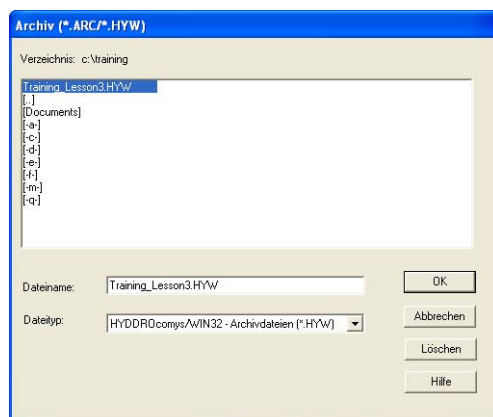 Archiv (*.ARC/*.HYW)
Verzeichnis: c:\training
Training_Lesson3.HYW
[..]
[Documents]
[-a-]
[-c-]
[-d-]
[-e-]
[-f-]
[-m-]
[-q-]
Dateiname: Training_Lesson3.HYW OK
Dateityp: HYDDROcomys/WIN32 - Archivdateien (*.HYW) Abbrechen
Löschen
Hilfe